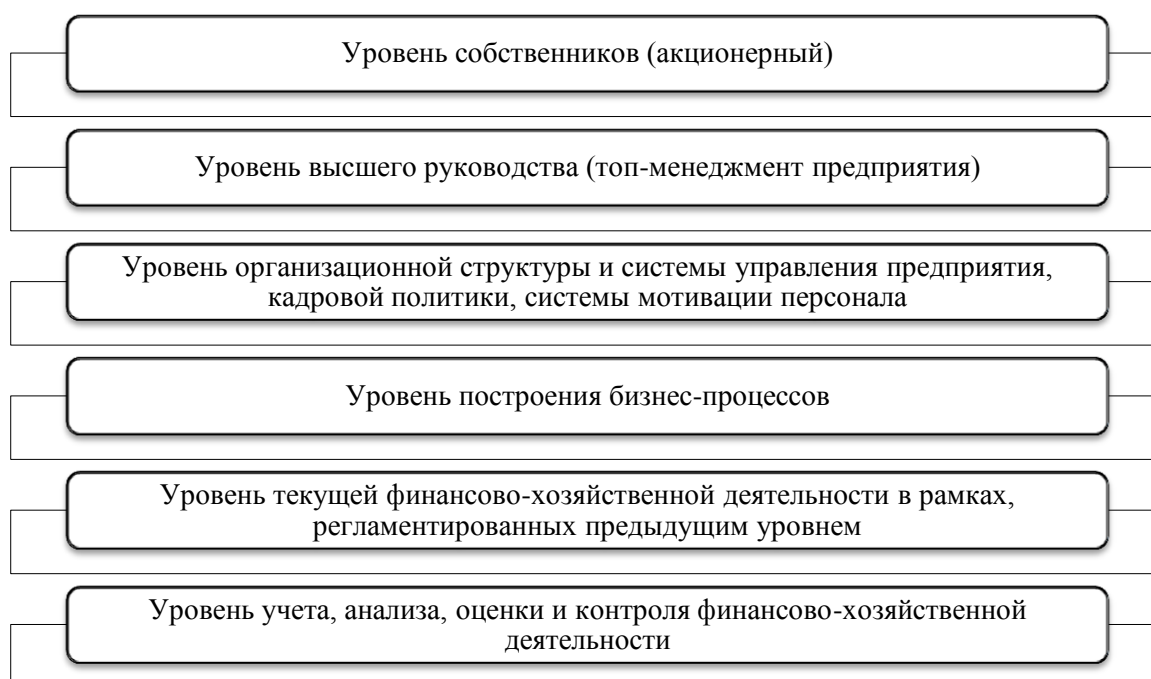 Уровень собственников (акционерный)
Уровень высшего руководства (топ-менеджмент предприятия)
Уровень организационной структуры и системы управления предприятия,
кадровой политики, системы мотивации персонала
Уровень построения бизнес-процессов
Уровень текущей финансово-хозяйственной деятельности в рамках,
регламентированных предыдущим уровнем
Уровень учета, анализа, оценки и контроля финансово-хозяйственной
деятельности